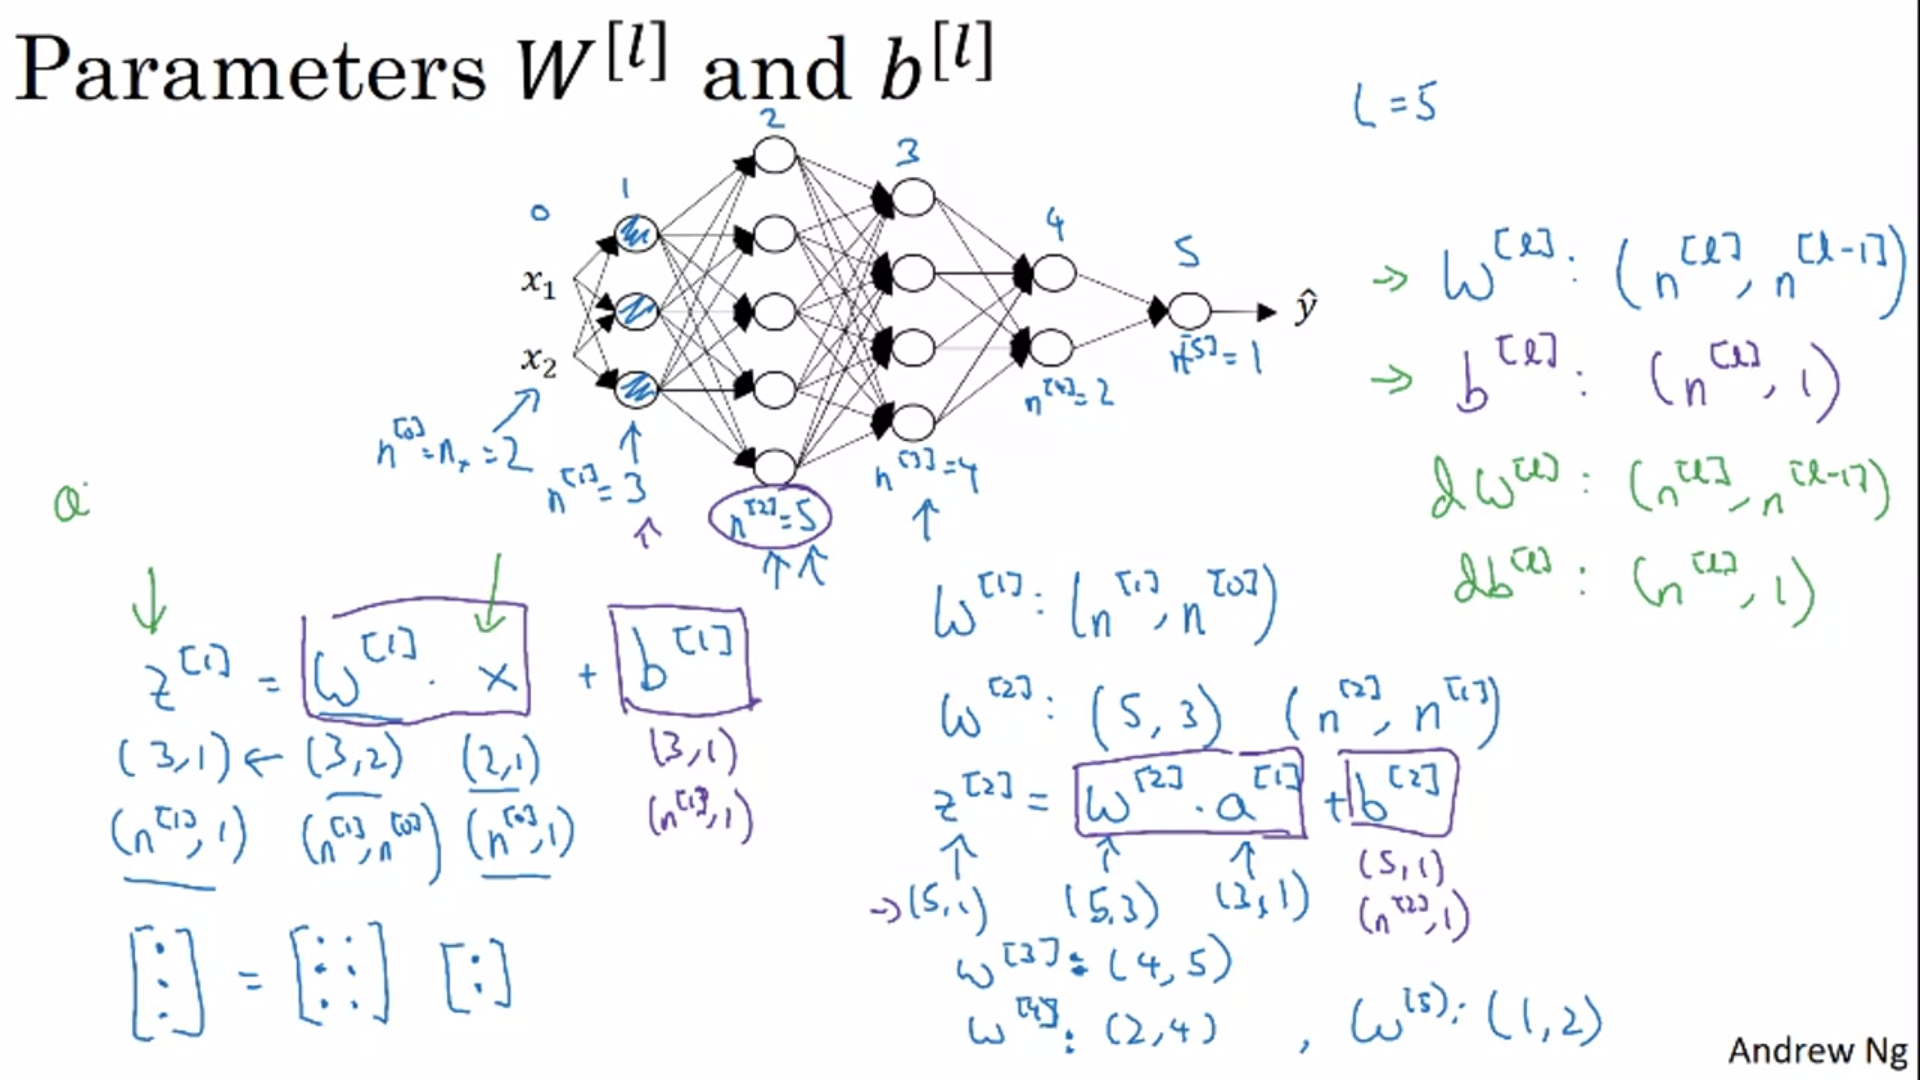 Parameters W^[l] and b^[l]
L = 5
0 1 2 3 4 5
x₁
x₂
ŷ
n^[0] = nₓ = 2
n^[1] = 3
n^[2] = 5
n^[3] = 4
n^[4] = 2
n^[5] = 1
→ W^[l] : (n^[l], n^[l-1])
→ b^[l] : (n^[l], 1)
dW^[l] : (n^[l], n^[l-1])
db^[l] : (n^[l], 1)
z^[1] = W^[1] · x + b^[1]
(3,1) ← (3,2) (2,1) (3,1)
(n^[1], 1) (n^[1], n^[0]) (n^[0], 1) (n^[1], 1)
[⋮] = [: : :] [:]
W^[1] : (n^[1], n^[0])
W^[2] : (5, 3) (n^[2], n^[1])
z^[2] = W^[2] · a^[1] + b^[2]
→ (5,1) (5,3) (3,1) (5,1)
(n^[2], 1)
W^[3] : (4, 5)
W^[4] : (2, 4) , W^[5] : (1, 2)
Andrew Ng